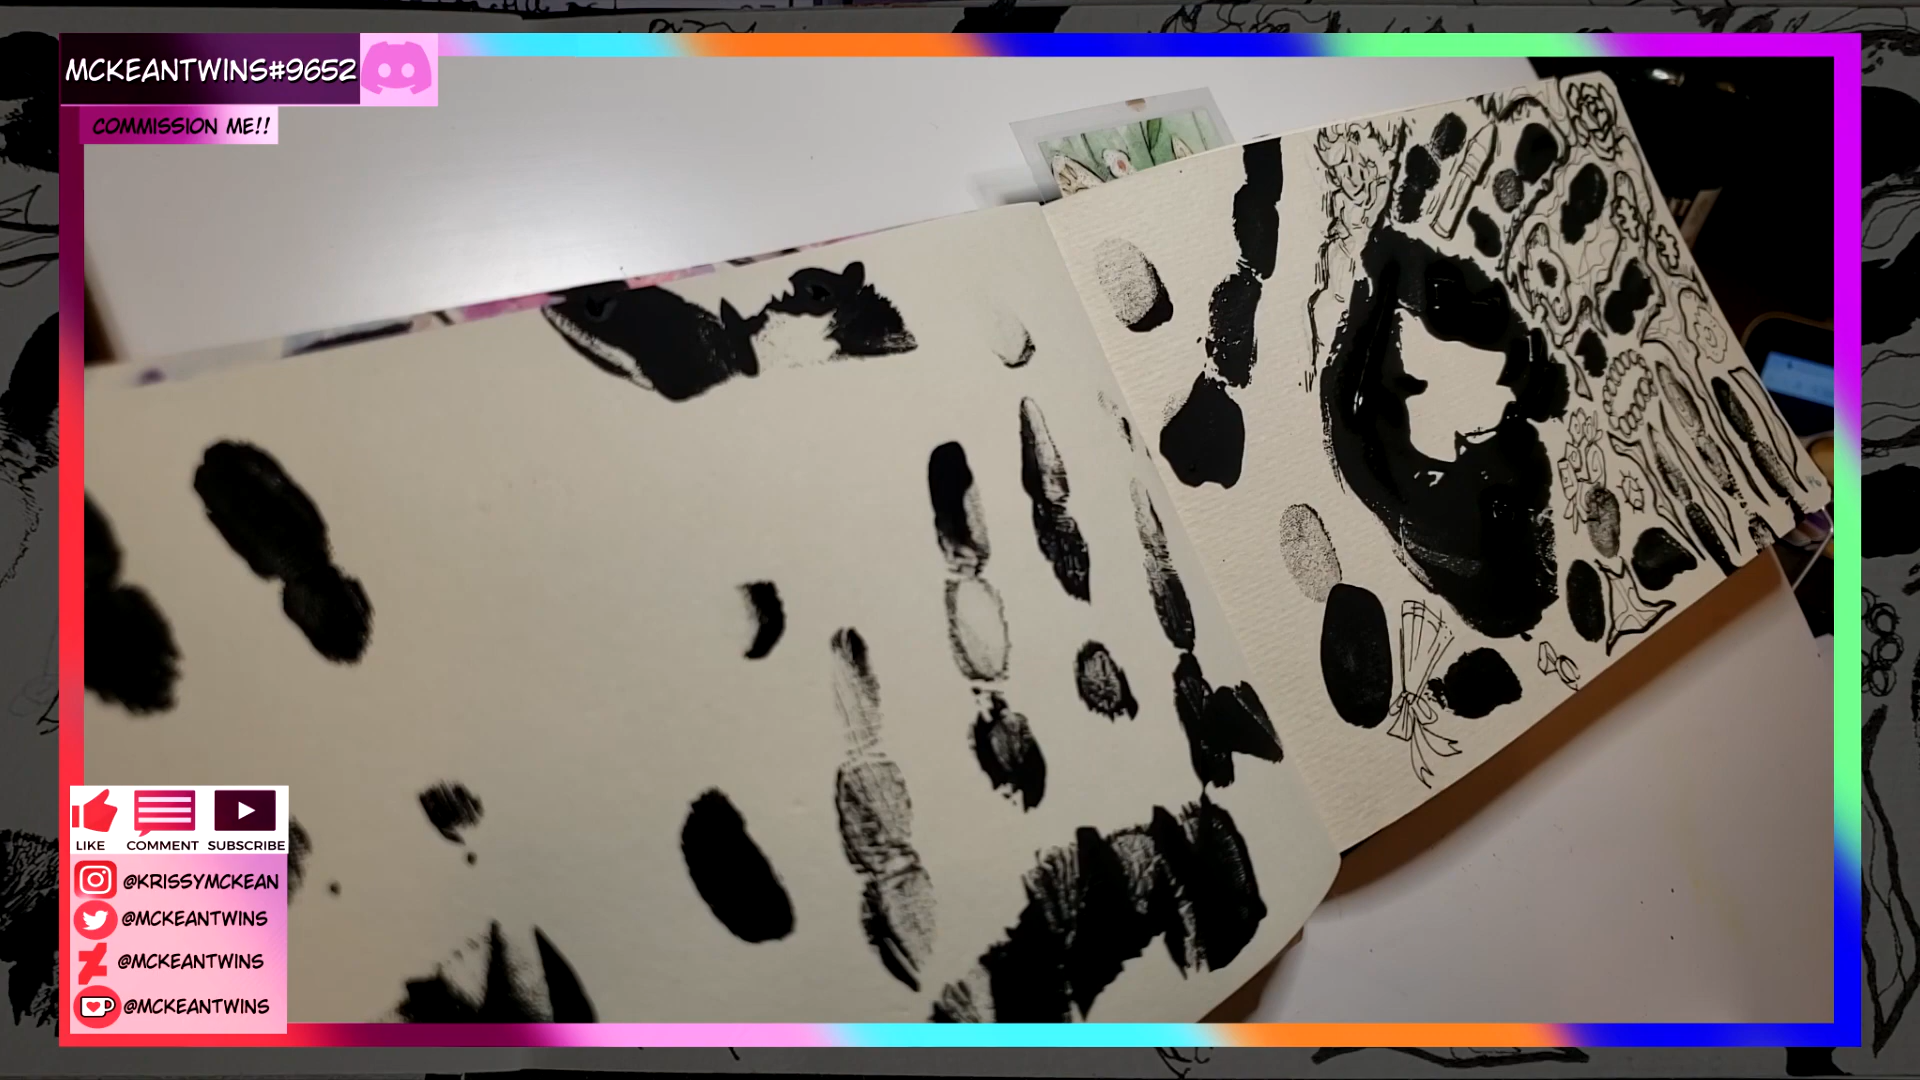 MCKEANTWINS#9652
COMMISSION ME!!
LIKE COMMENT SUBSCRIBE
@KRISSYMCKEAN
@MCKEANTWINS
@MCKEANTWINS
@MCKEANTWINS